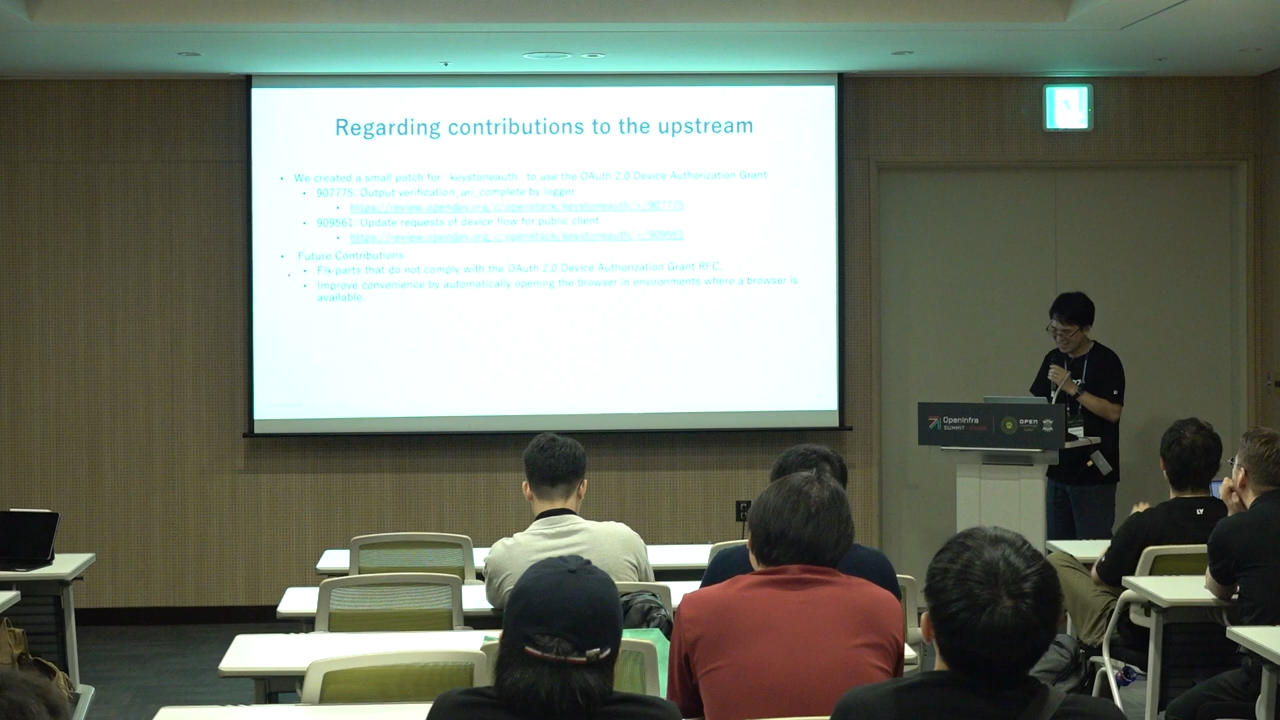 Regarding contributions to the upstream
• We created a small patch for `keystoneauth` to use the OAuth 2.0 Device Authorization Grant
• 907775: Output verification_uri_complete by logger
• https://review.opendev.org/c/openstack/keystoneauth/+/907775
• 909561: Update requests of device flow for public client.
• https://review.opendev.org/c/openstack/keystoneauth/+/909561
• Future Contributions
• Fix parts that do not comply with the OAuth 2.0 Device Authorization Grant RFC.
• Improve convenience by automatically opening the browser in environments where a browser is
available.
OpenInfra
SUMMIT
OPEN
LY